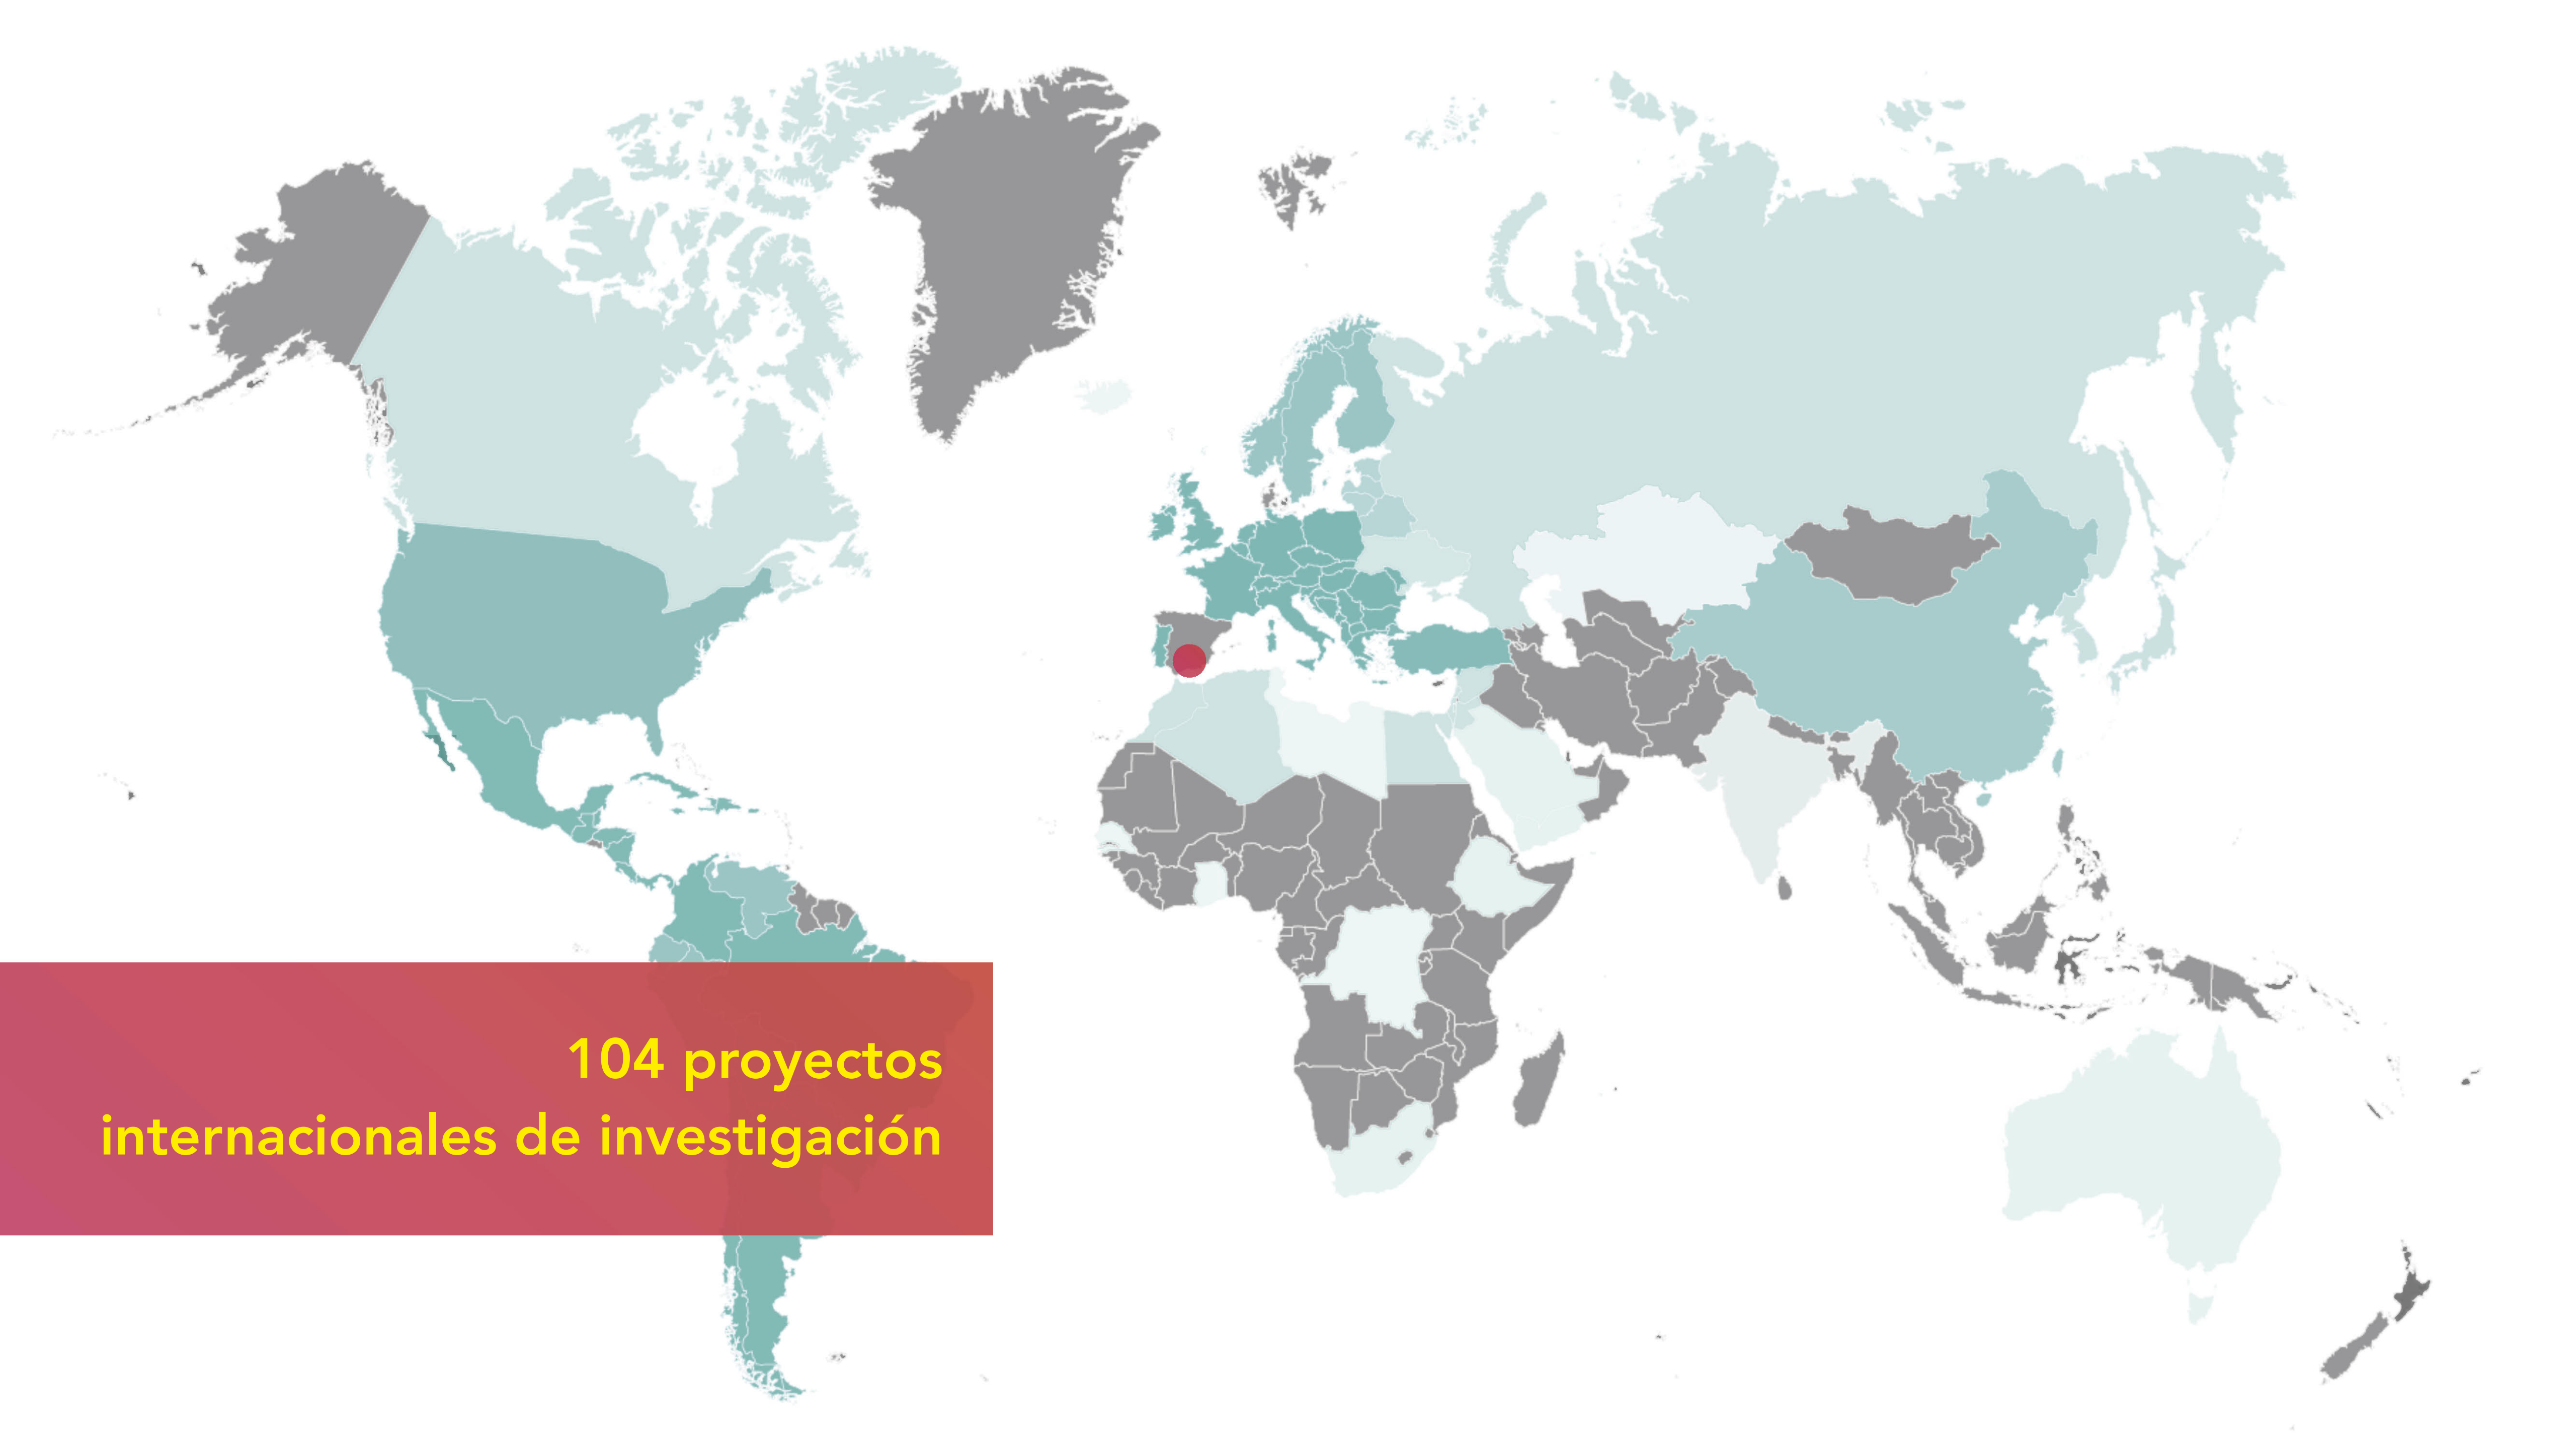 104 proyectos
internacionales de investigación